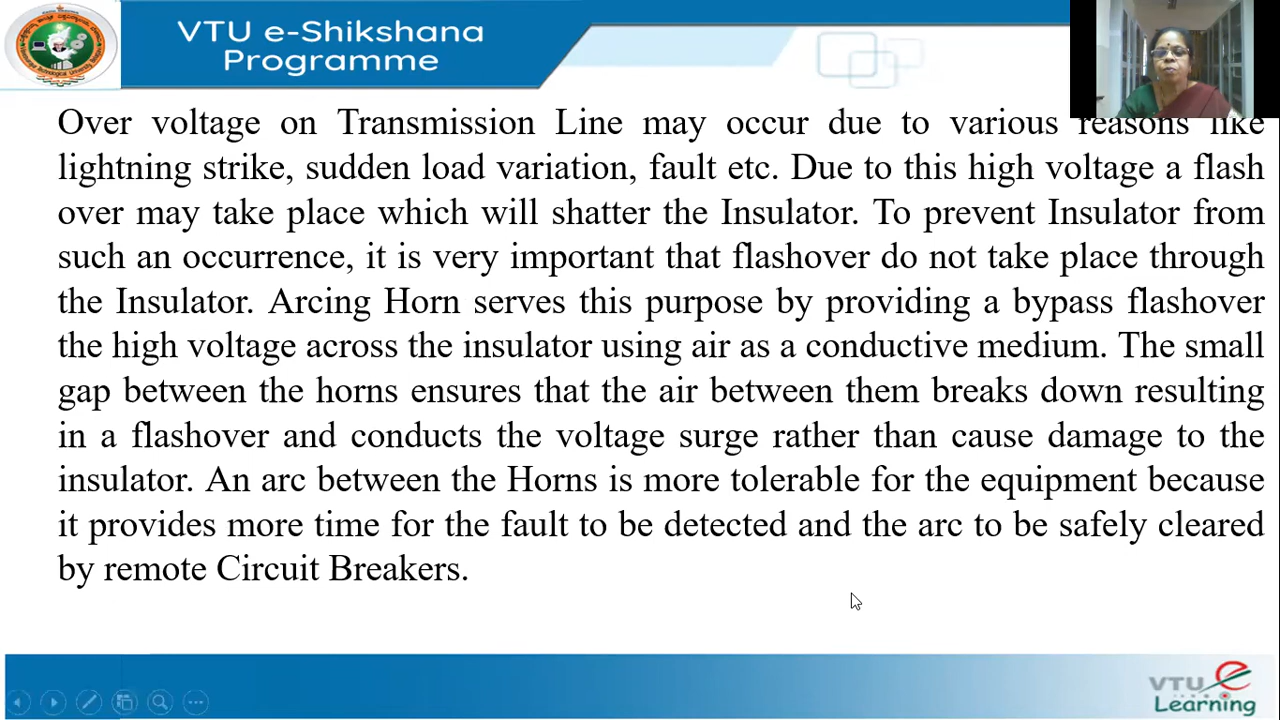 VTU e-Shikshana
Programme
Over voltage on Transmission Line may occur due to various reasons like
lightning strike, sudden load variation, fault etc. Due to this high voltage a flash
over may take place which will shatter the Insulator. To prevent Insulator from
such an occurrence, it is very important that flashover do not take place through
the Insulator. Arcing Horn serves this purpose by providing a bypass flashover
the high voltage across the insulator using air as a conductive medium. The small
gap between the horns ensures that the air between them breaks down resulting
in a flashover and conducts the voltage surge rather than cause damage to the
insulator. An arc between the Horns is more tolerable for the equipment because
it provides more time for the fault to be detected and the arc to be safely cleared
by remote Circuit Breakers.
VTU e
Learning